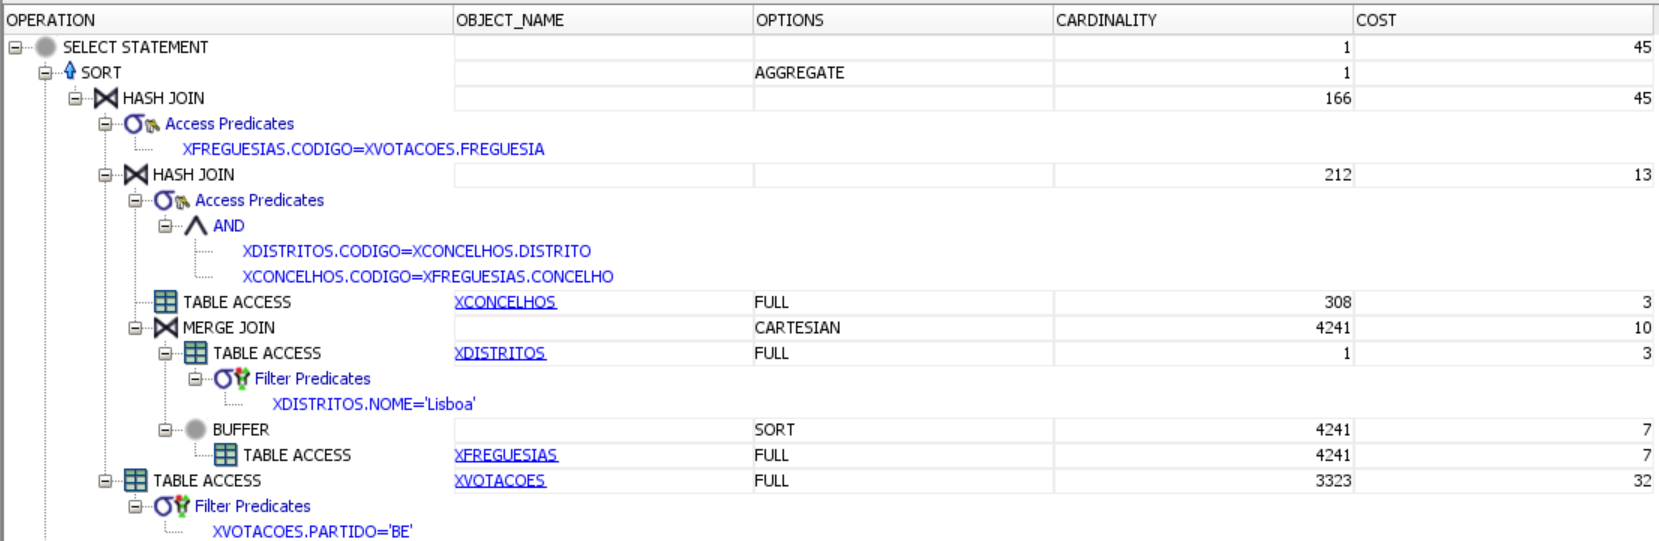 OPERATION OBJECT_NAME OPTIONS CARDINALITY COST
SELECT STATEMENT 1 45
SORT AGGREGATE 1
HASH JOIN 166 45
Access Predicates
XFREGUESIAS.CODIGO=XVOTACOES.FREGUESIA
HASH JOIN 212 13
Access Predicates
AND
XDISTRITOS.CODIGO=XCONCELHOS.DISTRITO
XCONCELHOS.CODIGO=XFREGUESIAS.CONCELHO
TABLE ACCESS XCONCELHOS FULL 308 3
MERGE JOIN CARTESIAN 4241 10
TABLE ACCESS XDISTRITOS FULL 1 3
Filter Predicates
XDISTRITOS.NOME='Lisboa'
BUFFER SORT 4241 7
TABLE ACCESS XFREGUESIAS FULL 4241 7
TABLE ACCESS XVOTACOES FULL 3323 32
Filter Predicates
XVOTACOES.PARTIDO='BE'